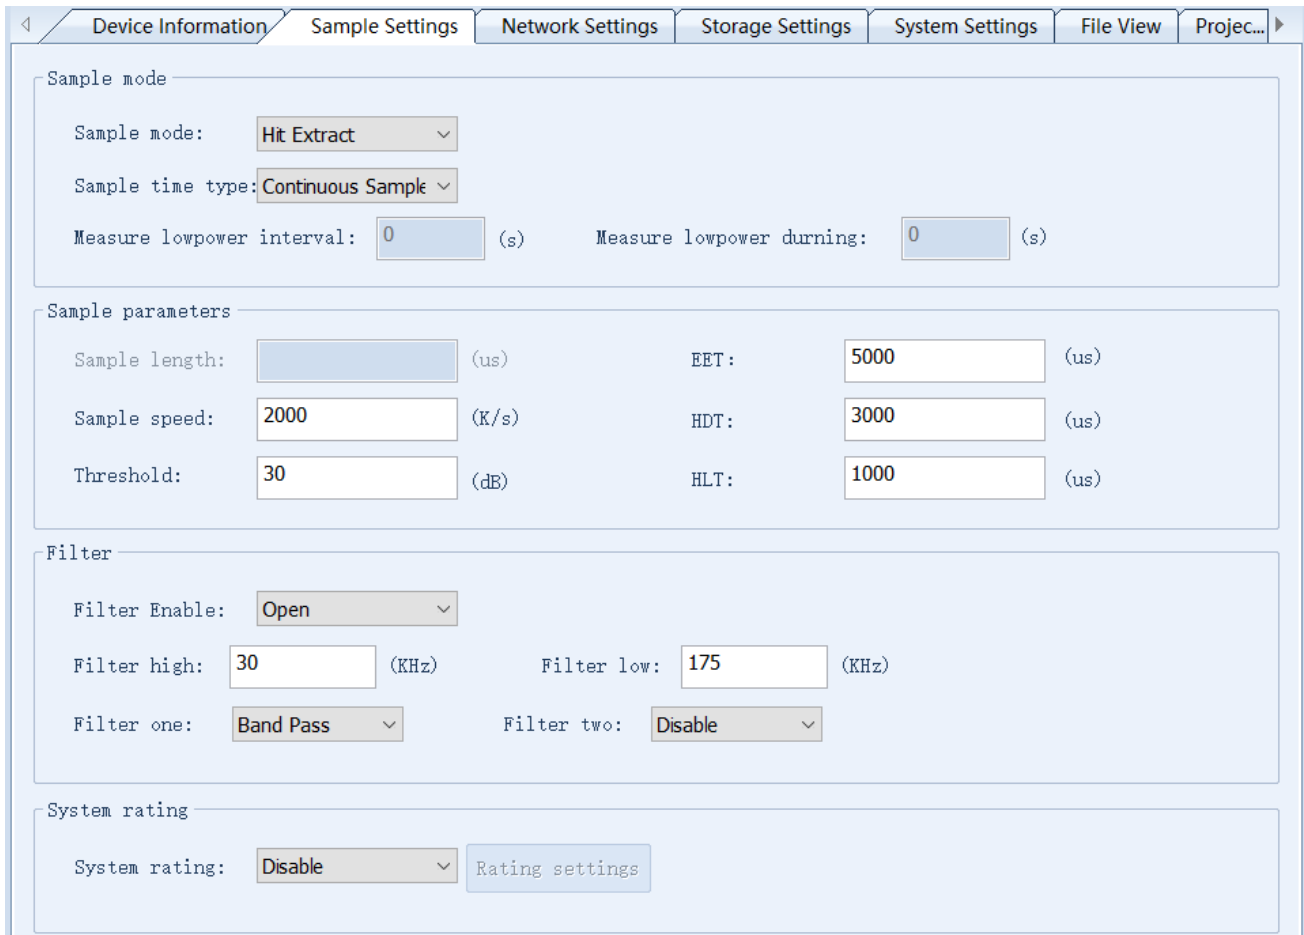 Device Information Sample Settings Network Settings Storage Settings System Settings File View Projec...
Sample mode
Sample mode: Hit Extract
Sample time type: Continuous Sample
Measure lowpower interval: 0 (s) Measure lowpower durning: 0 (s)
Sample parameters
Sample length: (us) EET: 5000 (us)
Sample speed: 2000 (K/s) HDT: 3000 (us)
Threshold: 30 (dB) HLT: 1000 (us)
Filter
Filter Enable: Open
Filter high: 30 (KHz) Filter low: 175 (KHz)
Filter one: Band Pass Filter two: Disable
System rating
System rating: Disable Rating settings